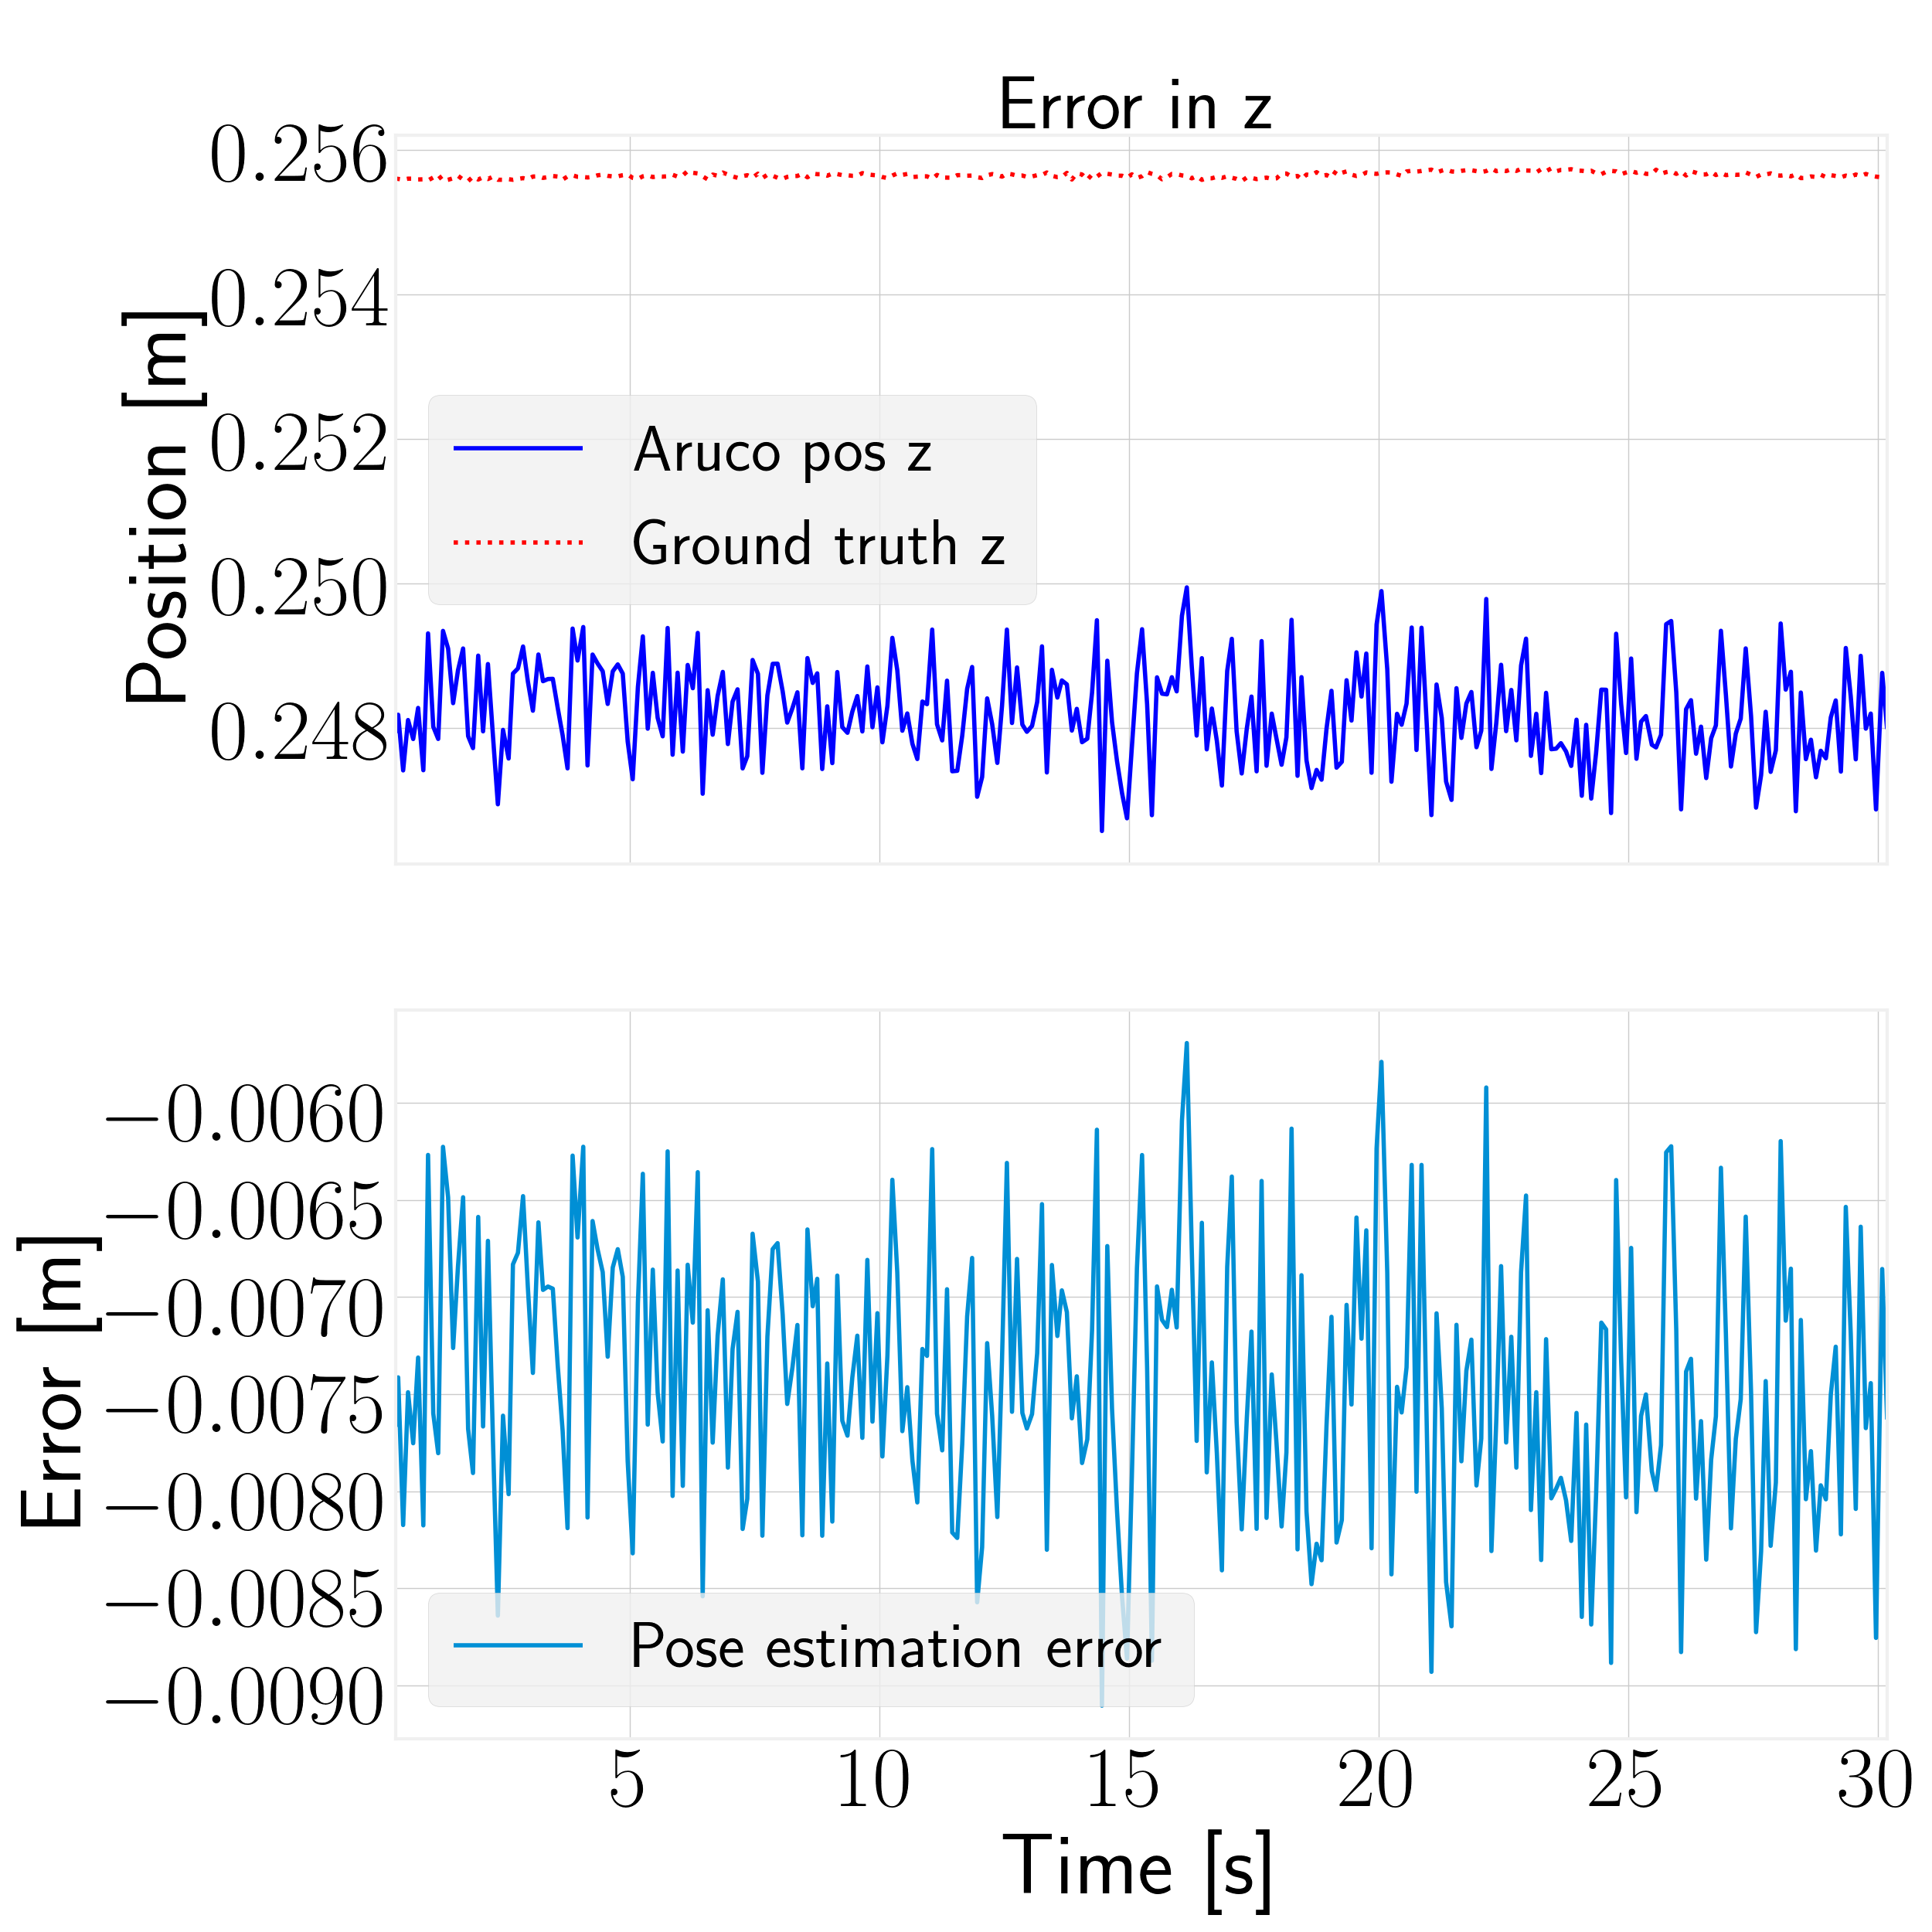 Error in z
0.256
0.254
0.252
0.250
0.248
Position [m]
Aruco pos z
Ground truth z
−0.0060
−0.0065
−0.0070
−0.0075
−0.0080
−0.0085
−0.0090
Error [m]
Pose estimation error
5 10 15 20 25 30
Time [s]